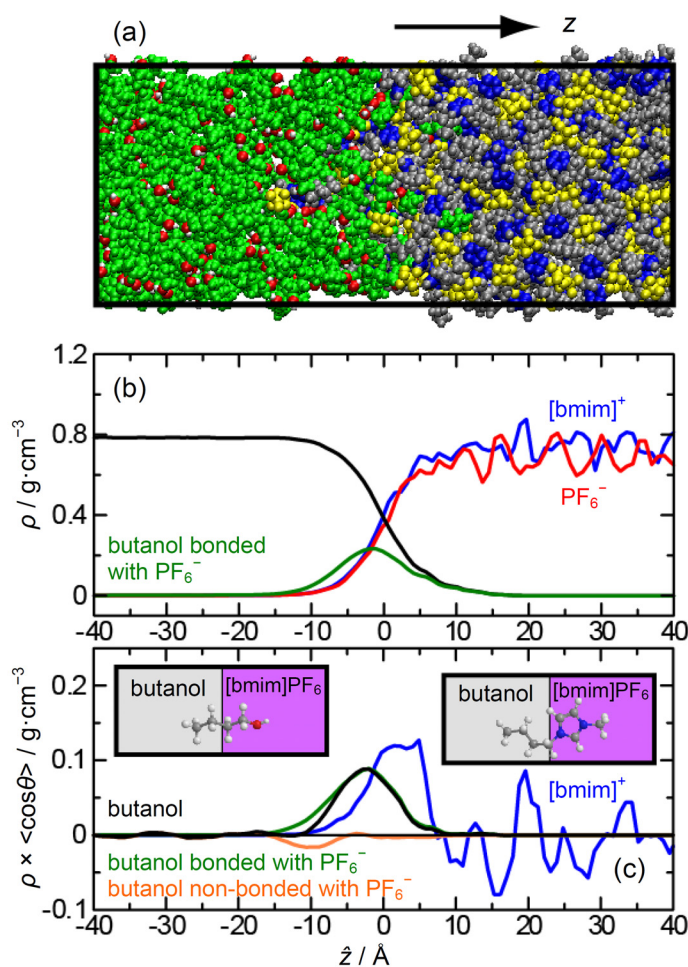 (a)
z
(b)
ρ / g·cm⁻³
1.2
0.8
0.4
0
[bmim]⁺
PF₆⁻
butanol bonded
with PF₆⁻
-40 -30 -20 -10 0 10 20 30 40
ρ × <cosθ> / g·cm⁻³
0.2
0.1
0
-0.1
butanol [bmim]PF₆
butanol [bmim]PF₆
butanol
[bmim]⁺
butanol bonded with PF₆⁻
butanol non-bonded with PF₆⁻
(c)
-40 -30 -20 -10 0 10 20 30 40
ẑ / Å